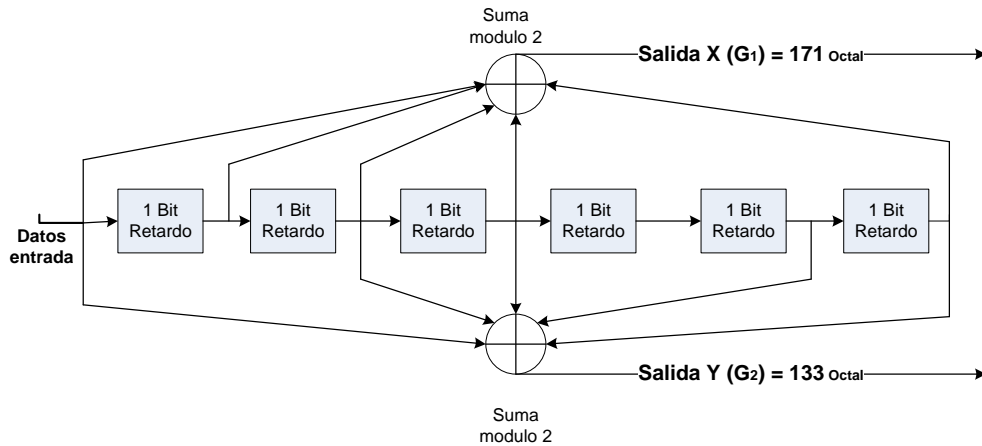 Suma
modulo 2
Salida X (G1) = 171 Octal
1 Bit
Retardo
1 Bit
Retardo
1 Bit
Retardo
1 Bit
Retardo
1 Bit
Retardo
1 Bit
Retardo
Datos
entrada
Salida Y (G2) = 133 Octal
Suma
modulo 2